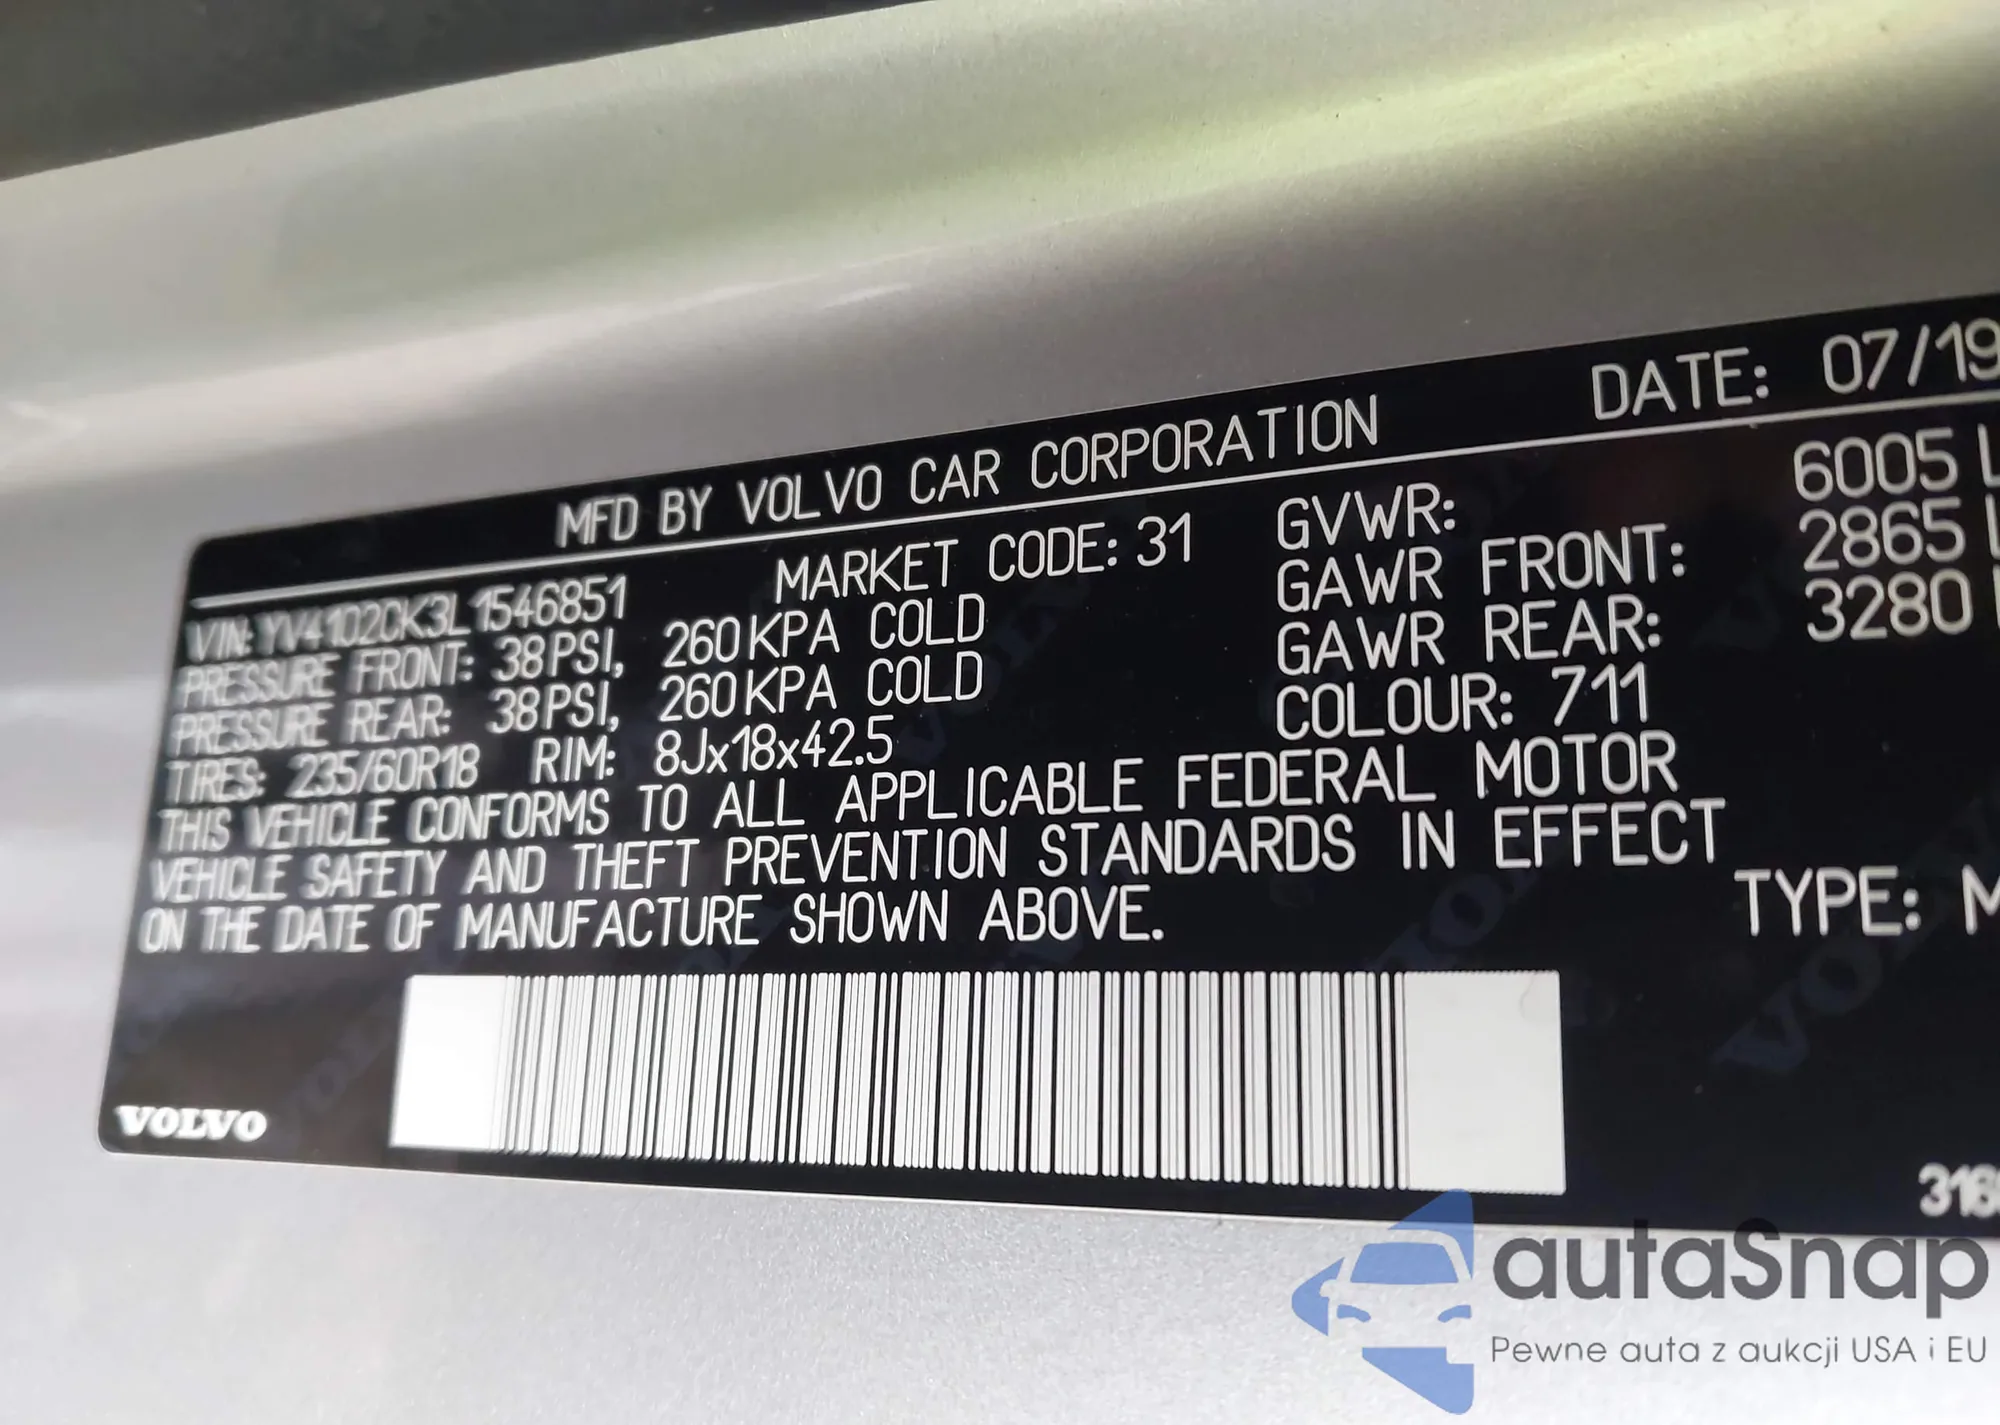 MFD BY VOLVO CAR CORPORATION DATE: 07/19
VIN: YV4102CK3L1546851 MARKET CODE: 31 GVWR: 6005 L
PRESSURE FRONT: 38PSI, 260KPA COLD GAWR FRONT: 2865 L
PRESSURE REAR: 38PSI, 260KPA COLD GAWR REAR: 3280
TIRES: 235/60R18 RIM: 8Jx18x42.5 COLOUR: 711
THIS VEHICLE CONFORMS TO ALL APPLICABLE FEDERAL MOTOR
VEHICLE SAFETY AND THEFT PREVENTION STANDARDS IN EFFECT
ON THE DATE OF MANUFACTURE SHOWN ABOVE. TYPE: M
VOLVO
316
autaSnap
Pewne auta z aukcji USA i EU